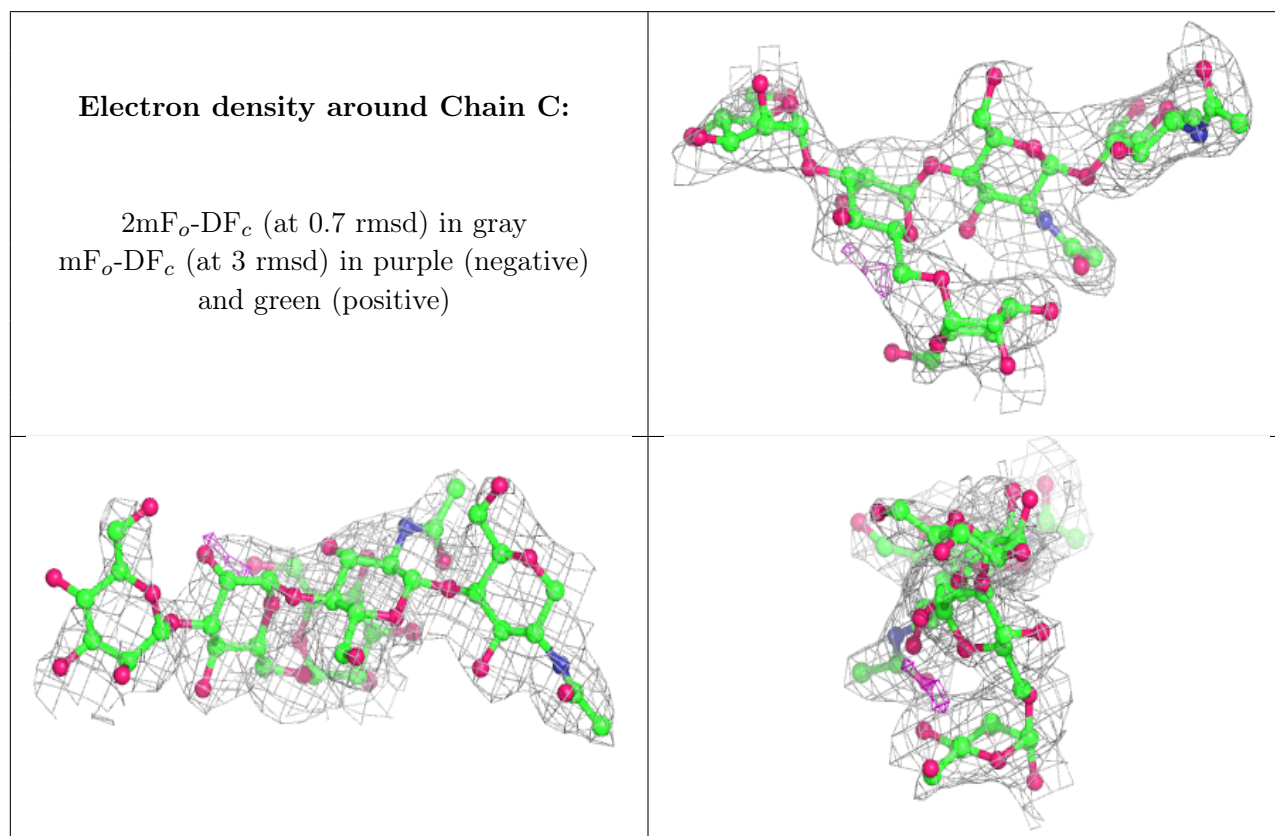 Electron density around Chain C:
2mFo-DFc (at 0.7 rmsd) in gray
mFo-DFc (at 3 rmsd) in purple (negative)
and green (positive)